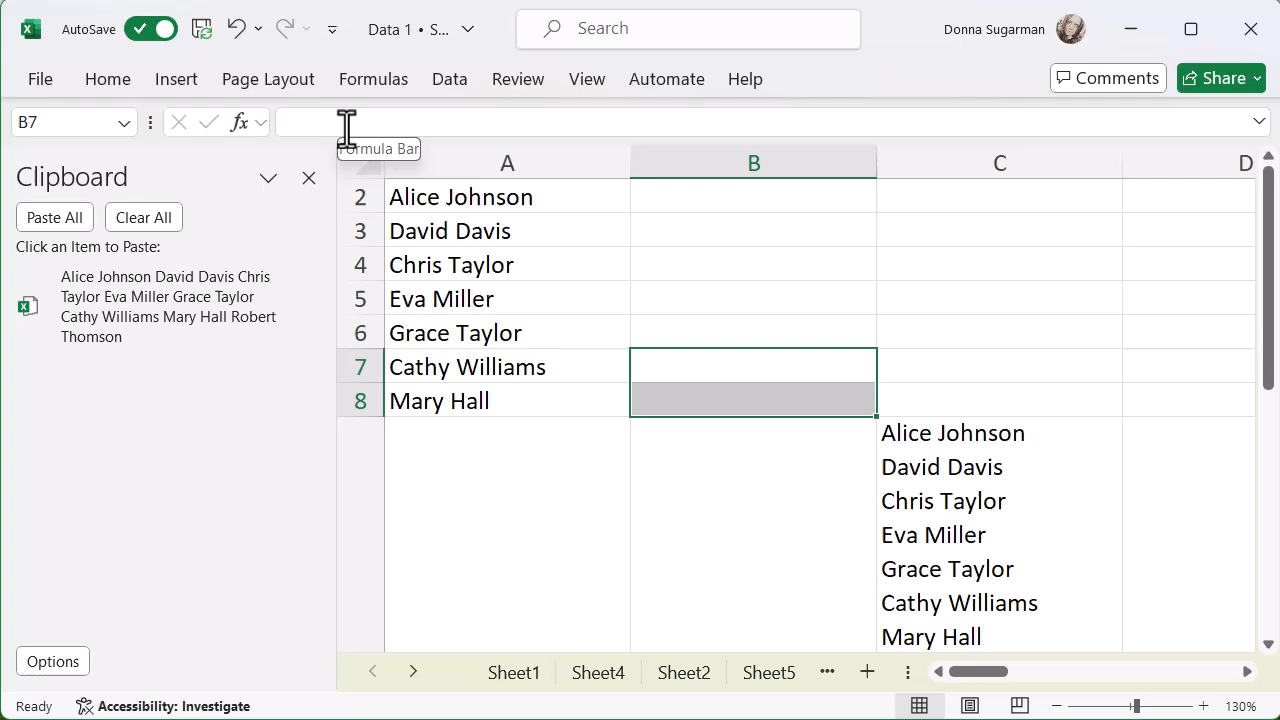 AutoSave
Data 1 • S...
Search
Donna Sugarman
File
Home
Insert
Page Layout
Formulas
Data
Review
View
Automate
Help
Comments
Share
B7
fx
Formula Bar
Clipboard
Paste All
Clear All
Click an Item to Paste:
Alice Johnson David Davis Chris
Taylor Eva Miller Grace Taylor
Cathy Williams Mary Hall Robert
Thomson
Options
A
B
C
D
2
Alice Johnson
3
David Davis
4
Chris Taylor
5
Eva Miller
6
Grace Taylor
7
Cathy Williams
8
Mary Hall
Alice Johnson
David Davis
Chris Taylor
Eva Miller
Grace Taylor
Cathy Williams
Mary Hall
Sheet1
Sheet4
Sheet2
Sheet5
Ready
Accessibility: Investigate
130%